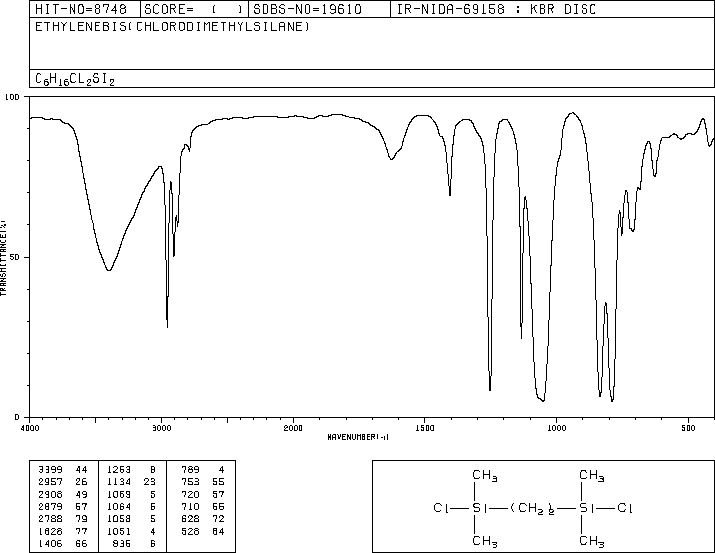 HIT-NO=8748 SCORE= ( ) SDBS-NO=19610 IR-NIDA-69158 : KBR DISC
ETHYLENEBIS(CHLORODIMETHYLSILANE)
C6H16CL2SI2
100
TRANSMITTANCE(%)
50
0
4000 3000 2000 1500 1000 500
WAVENUMBER(-1)
3399 44 1253 8 789 4
2957 26 1134 23 753 55
2908 49 1069 5 720 57
2879 57 1064 5 710 55
2788 79 1058 5 628 72
1628 77 1051 4 528 84
1406 66 836 6
CH3 CH3
Cl—Si—(CH2)2—Si—Cl
CH3 CH3